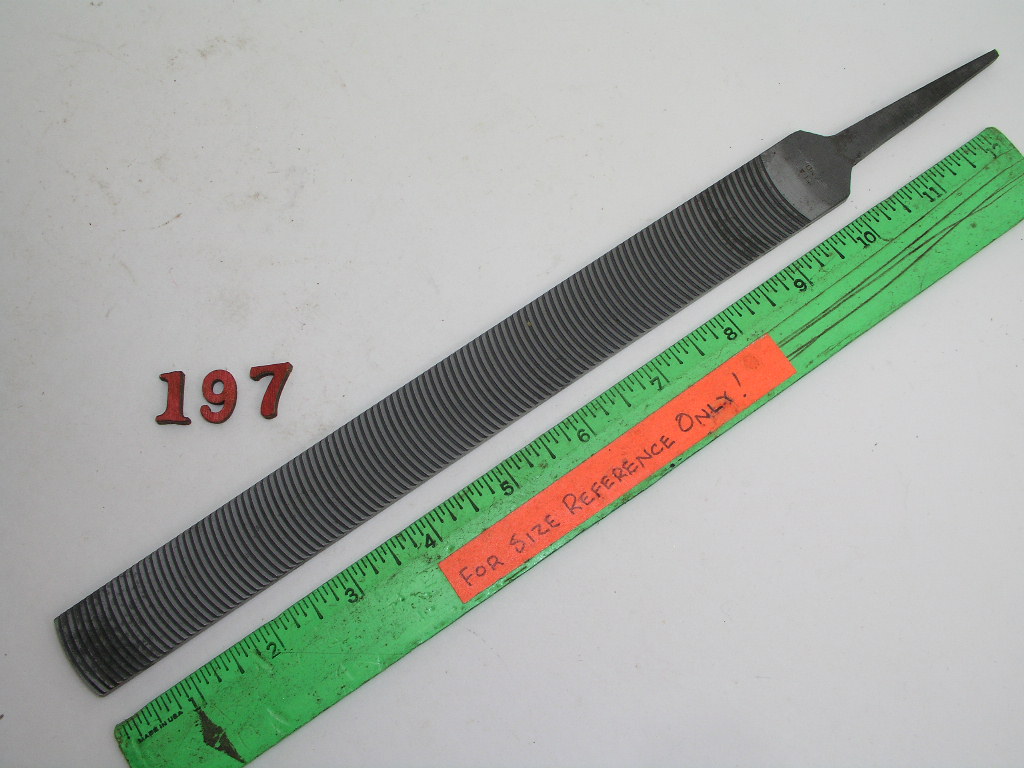 197
FOR SIZE REFERENCE ONLY!
MADE IN USA
1 2 3 4 5 6 7 8 9 10 11 12